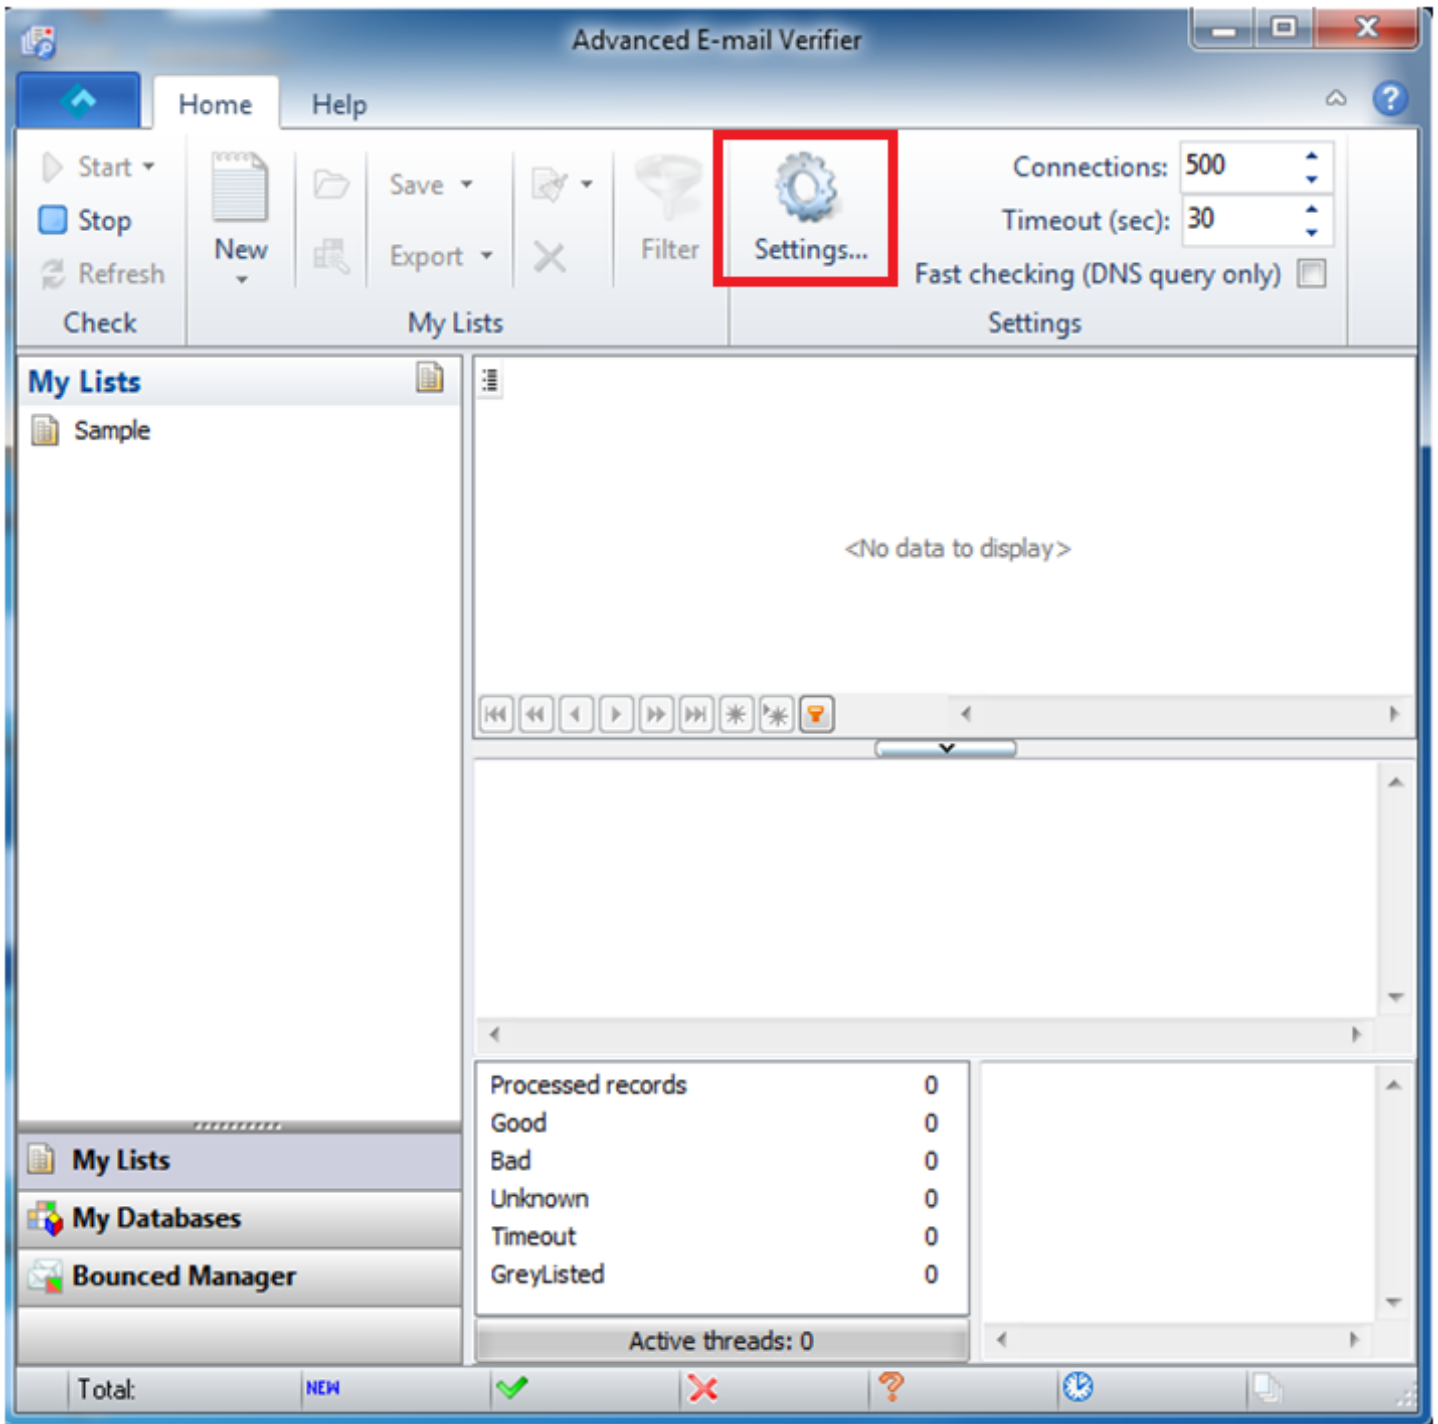 Advanced E-mail Verifier
Home Help
Start
Stop
Refresh
Check
New
Save
Export
Filter
My Lists
Settings...
Connections: 500
Timeout (sec): 30
Fast checking (DNS query only)
Settings
My Lists
Sample
<No data to display>
My Lists
My Databases
Bounced Manager
Processed records 0
Good 0
Bad 0
Unknown 0
Timeout 0
GreyListed 0
Active threads: 0
Total: NEW